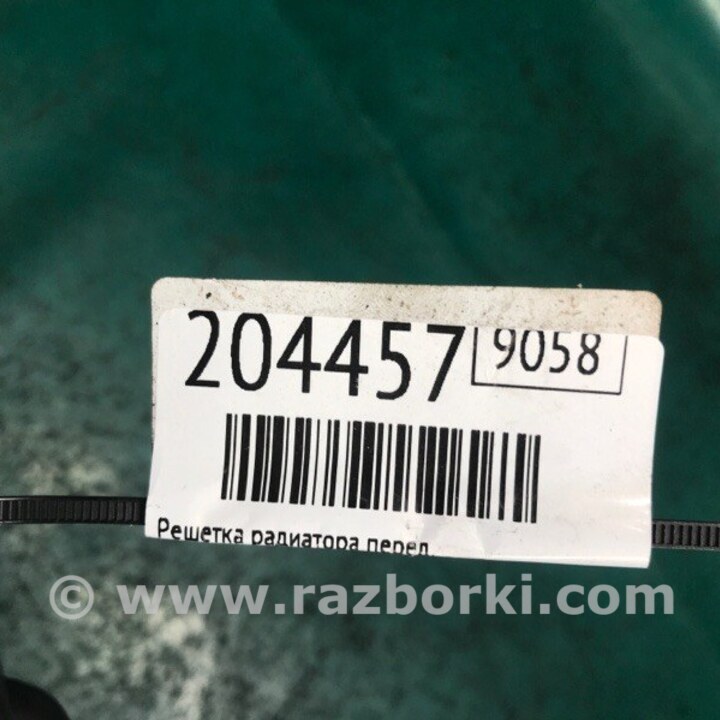 204457 9058
Решетка радиатора перед
© www.razborki.com